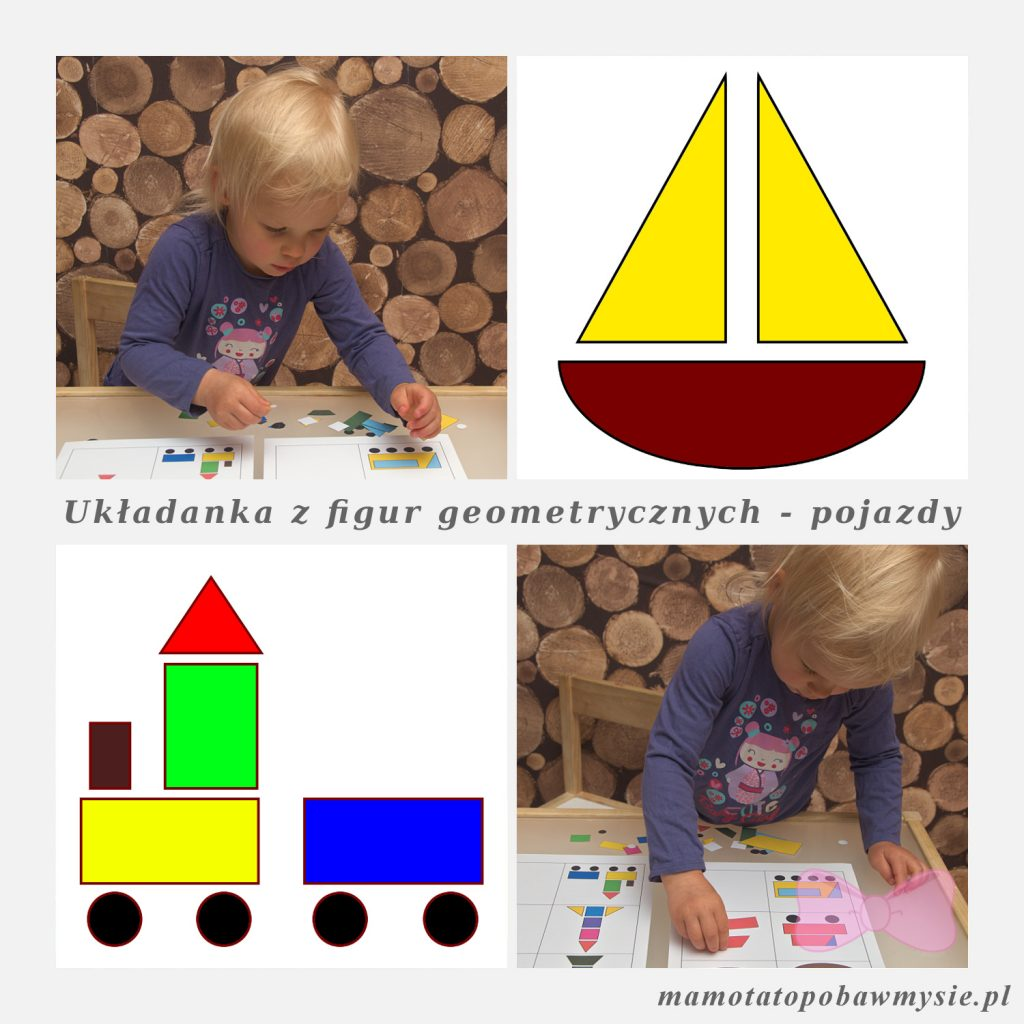 Układanka z figur geometrycznych - pojazdy
mamotatopobawmysie.pl